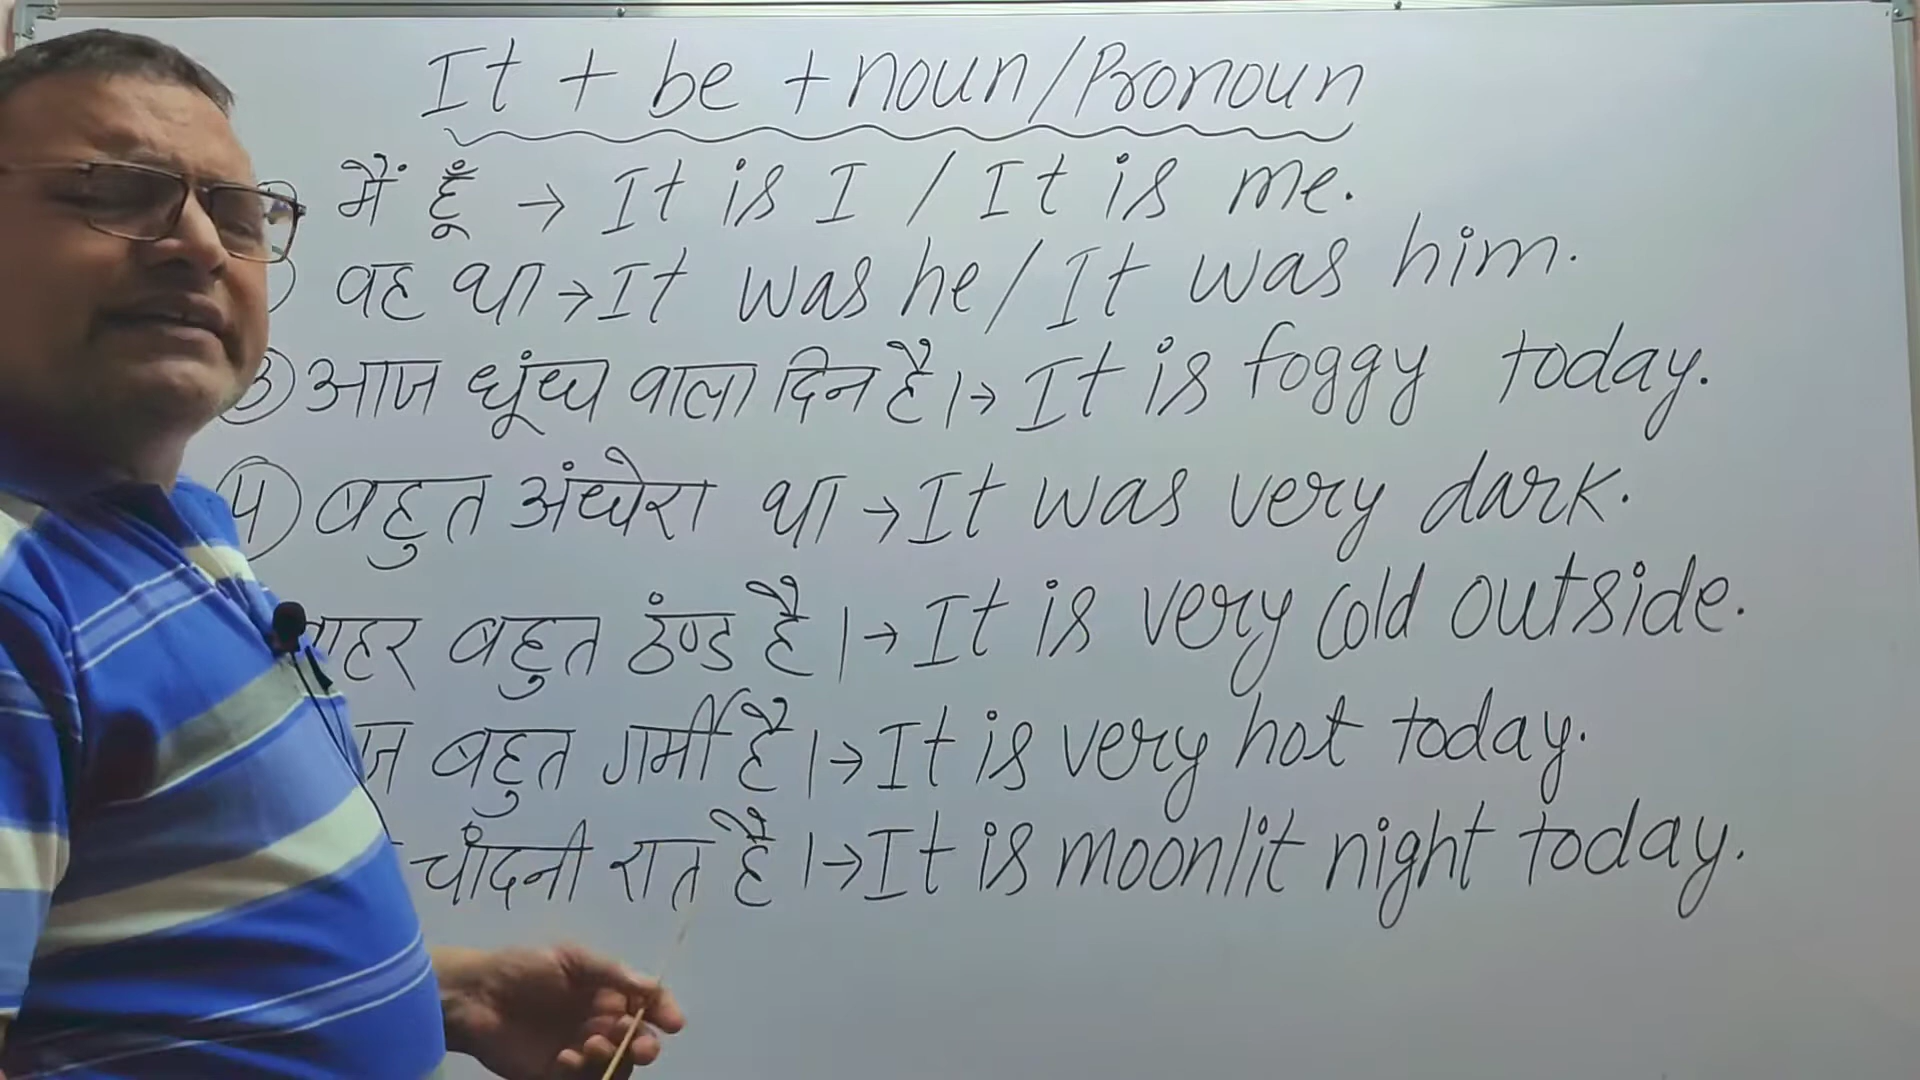 It + be + noun/Pronoun
मैं हूँ → It is I / It is me.
वह था → It was he / It was him.
③ आज धूंध वाला दिन है।→ It is foggy today.
④ बहुत अंधेरा था → It was very dark.
बहुत ठण्ड है।→ It is very cold outside.
बहुत गर्मी है।→ It is very hot today.
चाँदनी रात है।→ It is moonlit night today.